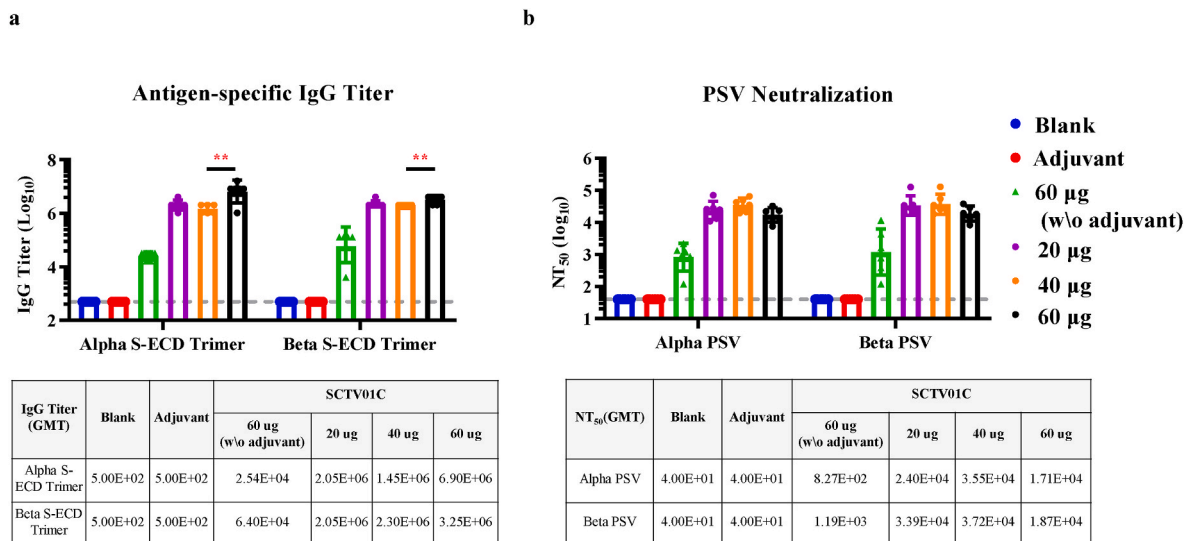 a
Antigen-specific IgG Titer
IgG Titer (Log10)
8
6
4
2
**
**
Alpha S-ECD Trimer
Beta S-ECD Trimer
IgG Titer (GMT)
Blank
Adjuvant
SCTV01C
60 ug (w/o adjuvant)
20 ug
40 ug
60 ug
Alpha S-ECD Trimer
5.00E+02
5.00E+02
2.54E+04
2.05E+06
1.45E+06
6.90E+06
Beta S-ECD Trimer
5.00E+02
5.00E+02
6.40E+04
2.05E+06
2.30E+06
3.25E+06
b
PSV Neutralization
NT50 (log10)
6
5
4
3
2
1
Alpha PSV
Beta PSV
Blank
Adjuvant
60 µg
(w/o adjuvant)
20 µg
40 µg
60 µg
NT50(GMT)
Blank
Adjuvant
SCTV01C
60 ug (w/o adjuvant)
20 ug
40 ug
60 ug
Alpha PSV
4.00E+01
4.00E+01
8.27E+02
2.40E+04
3.55E+04
1.71E+04
Beta PSV
4.00E+01
4.00E+01
1.19E+03
3.39E+04
3.72E+04
1.87E+04